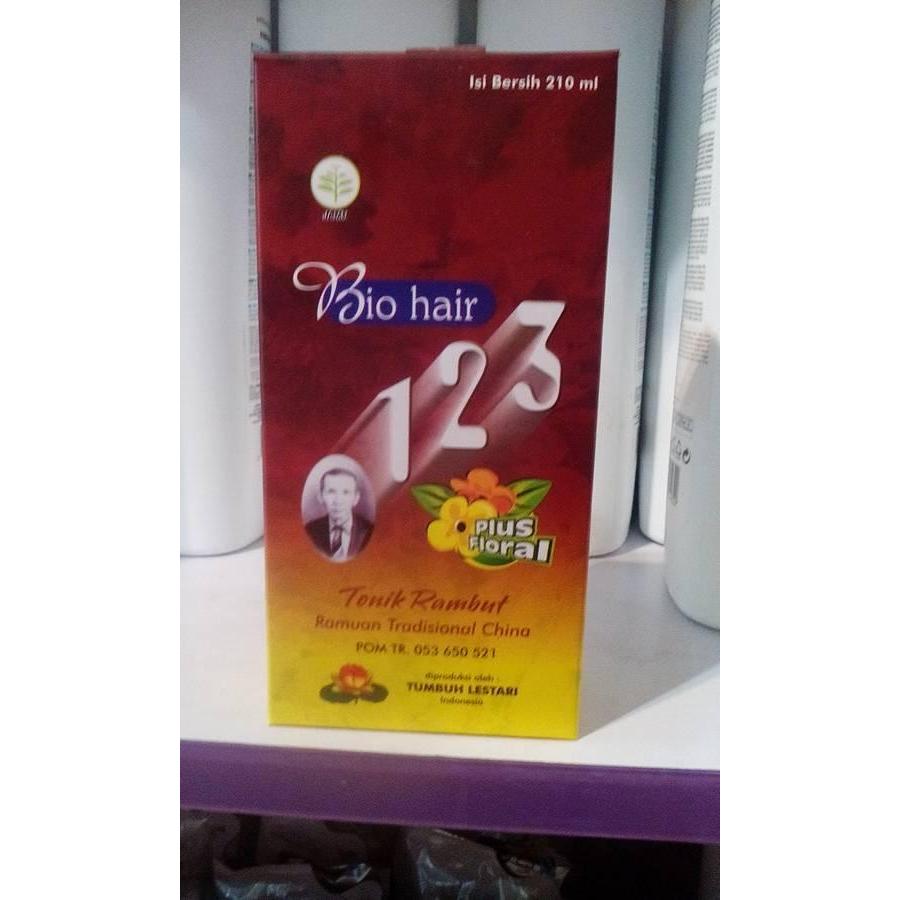 Isi Bersih 210 ml
JAMU
Bio hair
123
Plus
Floral
Tonik Rambut
Ramuan Tradisional China
POM TR. 053 650 521
diproduksi oleh :
TUMBUH LESTARI
Indonesia